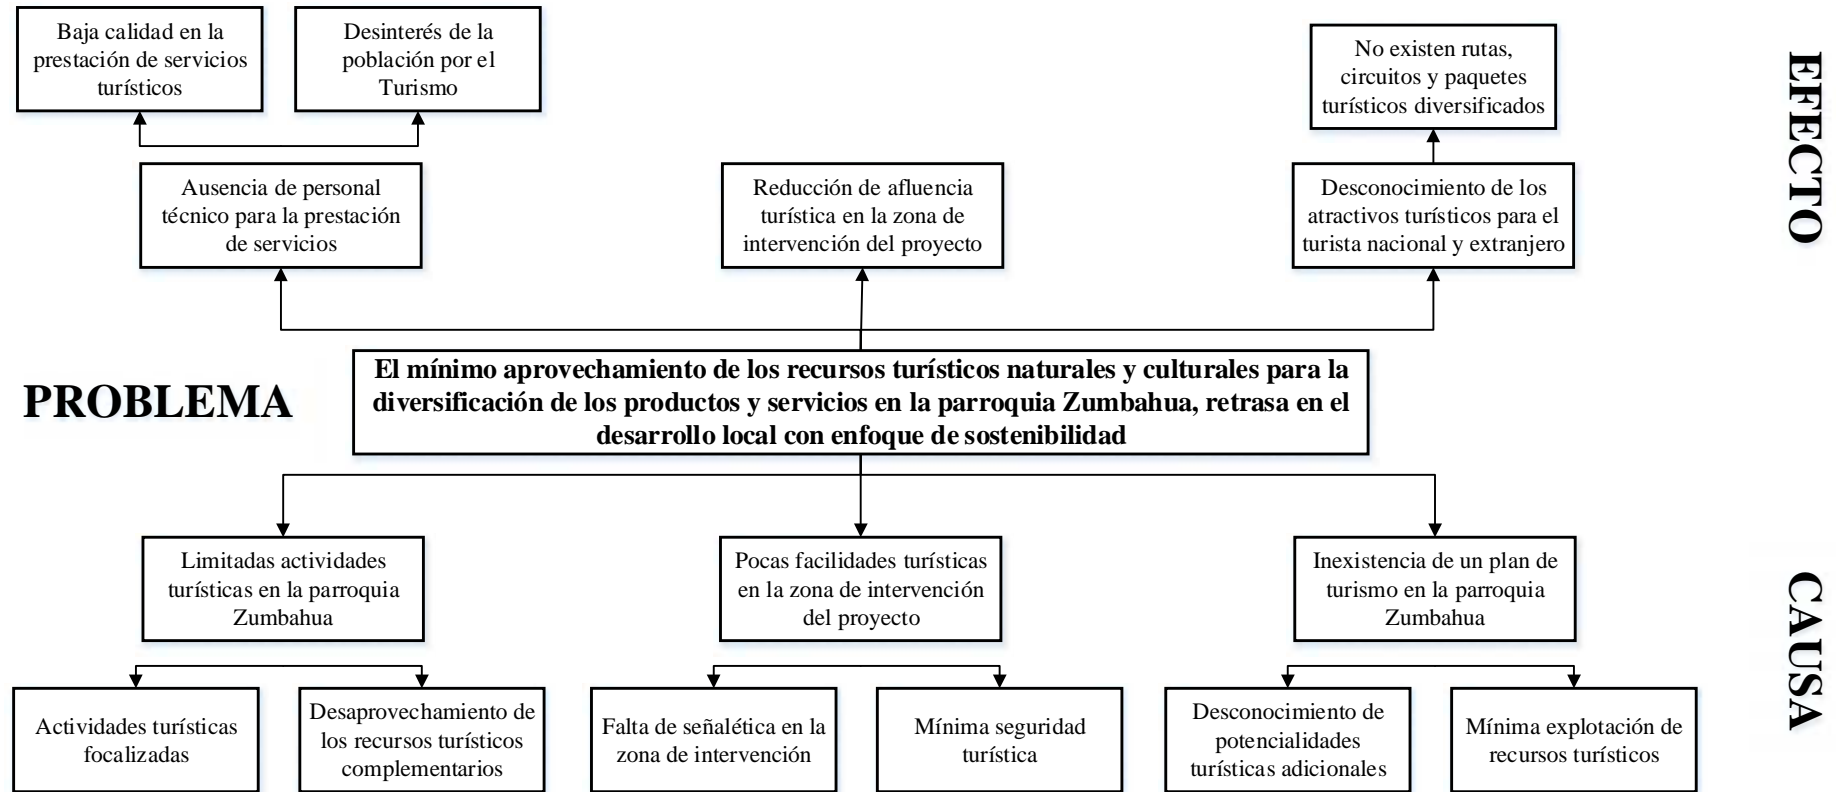 Baja calidad en la
prestación de servicios
turísticos
Desinterés de la
población por el
Turismo
No existen rutas,
circuitos y paquetes
turísticos diversificados
EFECTO
Ausencia de personal
técnico para la prestación
de servicios
Reducción de afluencia
turística en la zona de
intervención del proyecto
Desconocimiento de los
atractivos turísticos para el
turista nacional y extranjero
PROBLEMA
El mínimo aprovechamiento de los recursos turísticos naturales y culturales para la
diversificación de los productos y servicios en la parroquia Zumbahua, retrasa en el
desarrollo local con enfoque de sostenibilidad
Limitadas actividades
turísticas en la parroquia
Zumbahua
Pocas facilidades turísticas
en la zona de intervención
del proyecto
Inexistencia de un plan de
turismo en la parroquia
Zumbahua
CAUSA
Actividades turísticas
focalizadas
Desaprovechamiento de
los recursos turísticos
complementarios
Falta de señalética en la
zona de intervención
Mínima seguridad
turística
Desconocimiento de
potencialidades
turísticas adicionales
Mínima explotación de
recursos turísticos